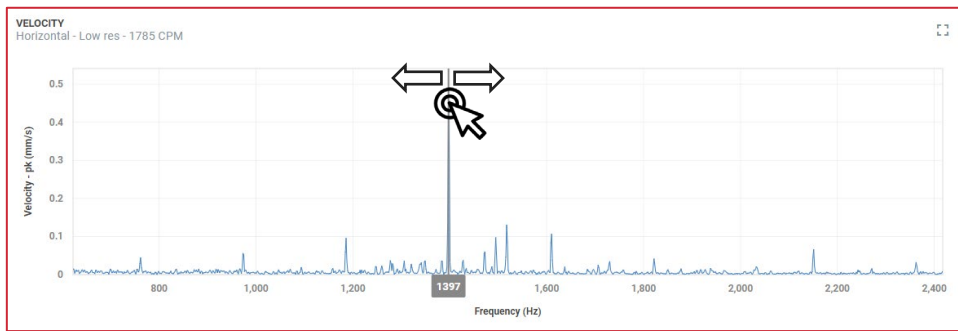 VELOCITY
Horizontal - Low res - 1785 CPM
0.5
0.4
0.3
0.2
0.1
0
Velocity - pk (mm/s)
800 1,000 1,200 1397 1,600 1,800 2,000 2,200 2,400
Frequency (Hz)